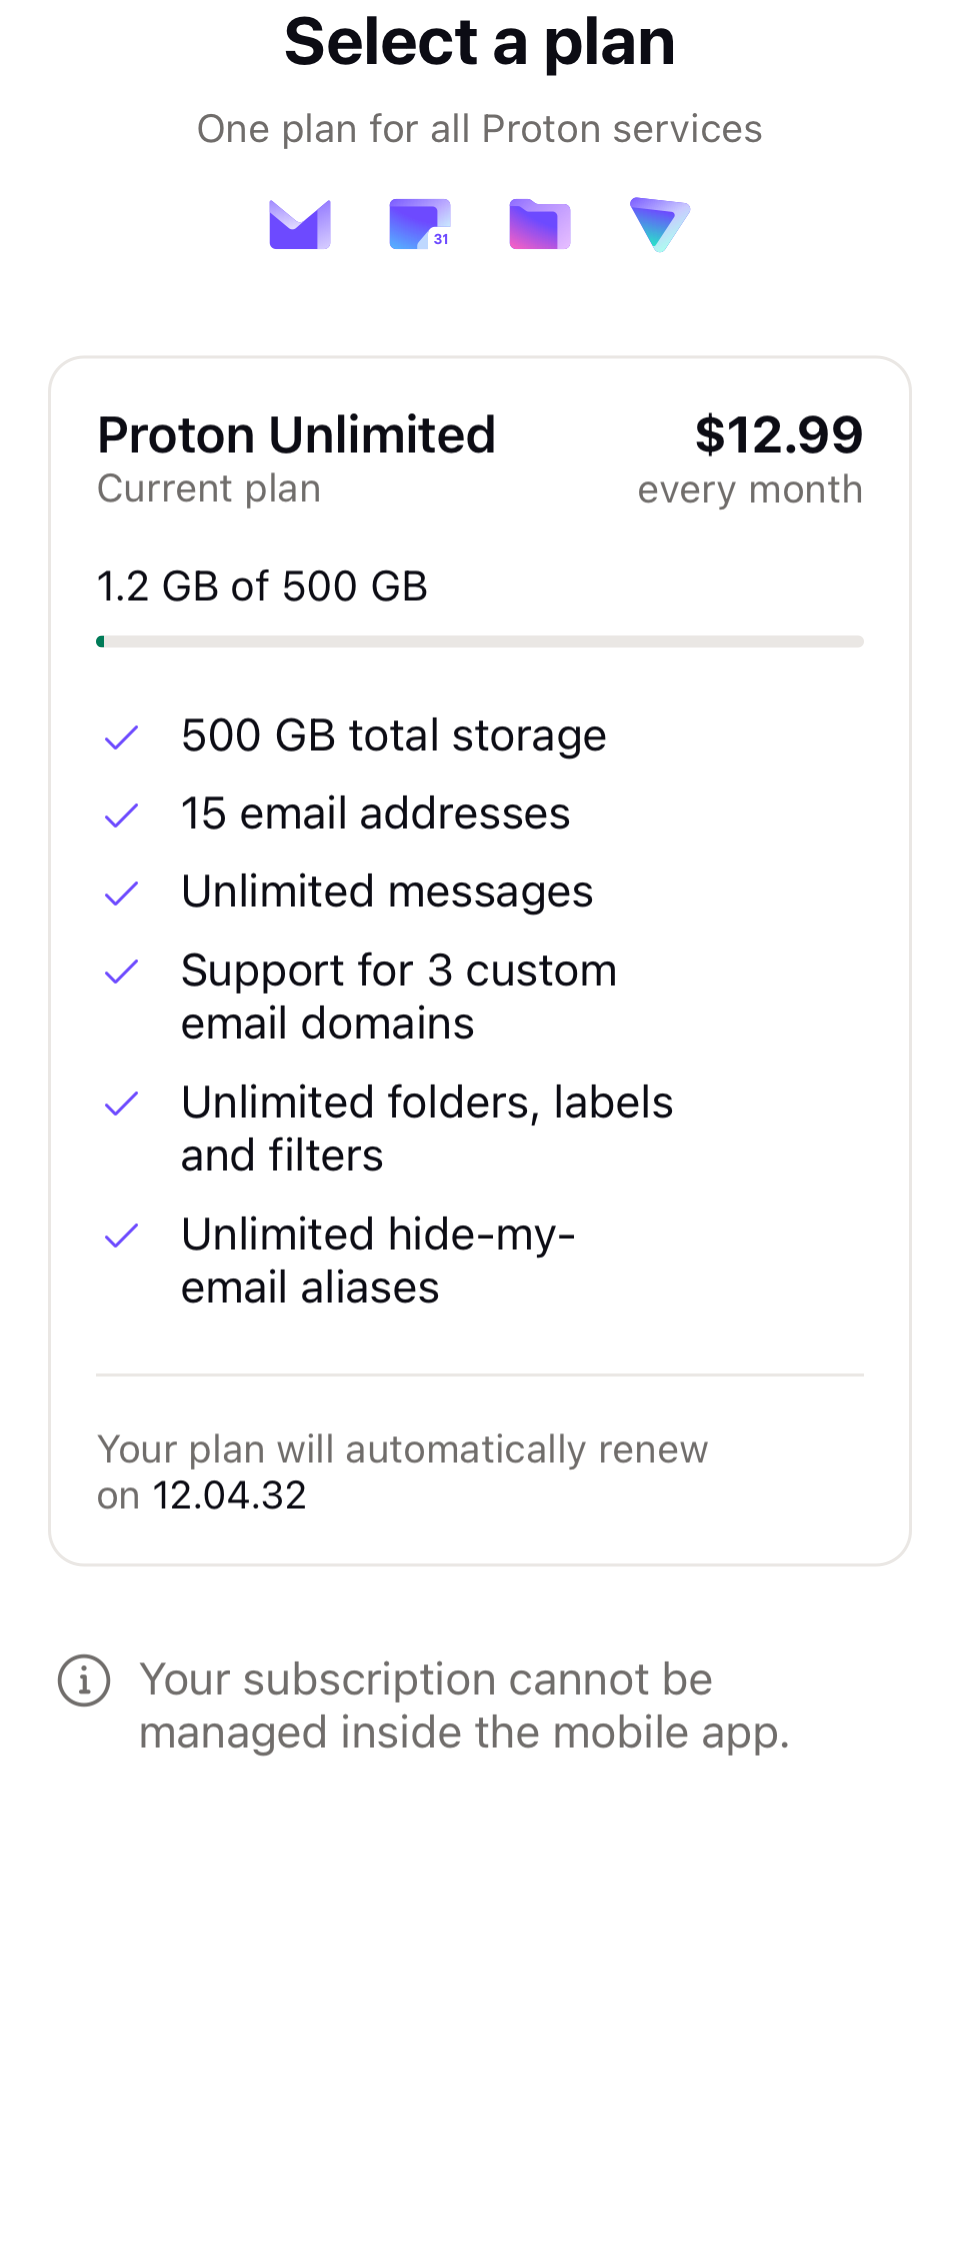 Select a plan
One plan for all Proton services
31
Proton Unlimited
$12.99
Current plan
every month
1.2 GB of 500 GB
500 GB total storage
15 email addresses
Unlimited messages
Support for 3 custom
email domains
Unlimited folders, labels
and filters
Unlimited hide-my-
email aliases
Your plan will automatically renew
on 12.04.32
Your subscription cannot be
managed inside the mobile app.